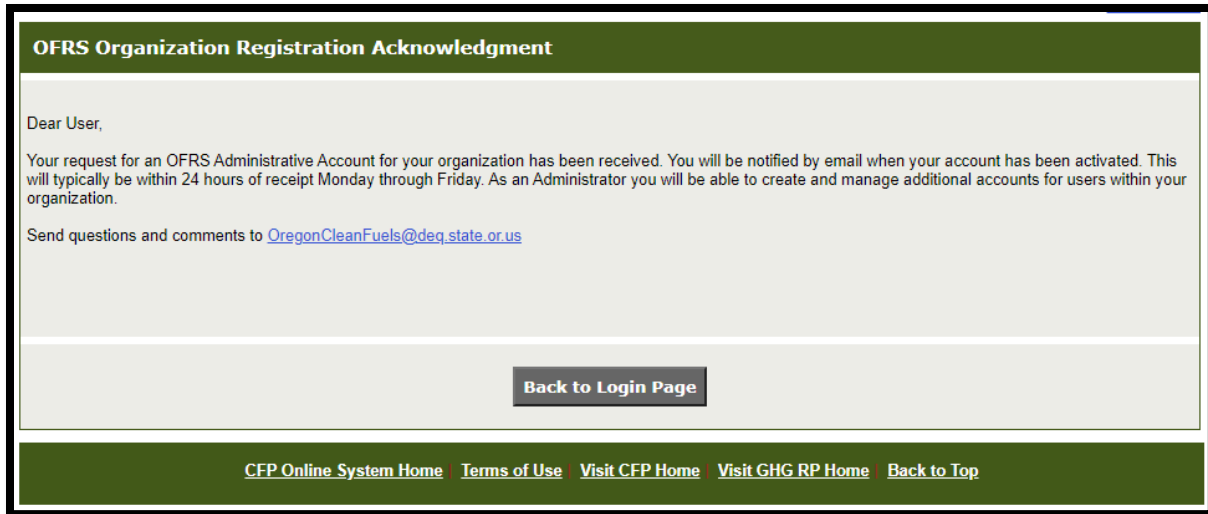 OFRS Organization Registration Acknowledgment
Dear User,
Your request for an OFRS Administrative Account for your organization has been received. You will be notified by email when your account has been activated. This
will typically be within 24 hours of receipt Monday through Friday. As an Administrator you will be able to create and manage additional accounts for users within your
organization.
Send questions and comments to OregonCleanFuels@deq.state.or.us
Back to Login Page
CFP Online System Home | Terms of Use | Visit CFP Home | Visit GHG RP Home | Back to Top